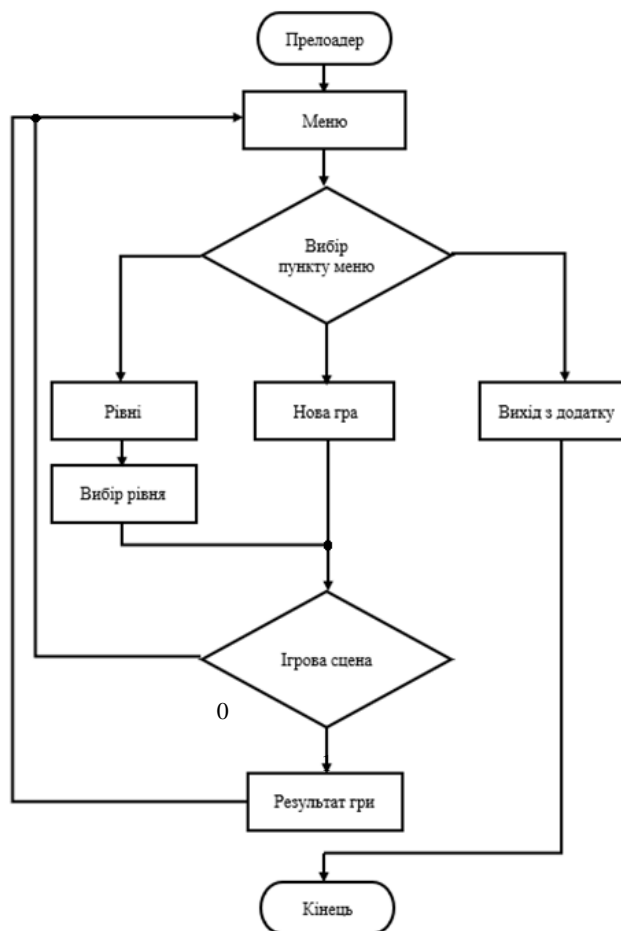 Прелоадер
Меню
Вибір
пункту меню
Рівні
Нова гра
Вихід з додатку
Вибір рівня
Ігрова сцена
0
Результат гри
Кінець